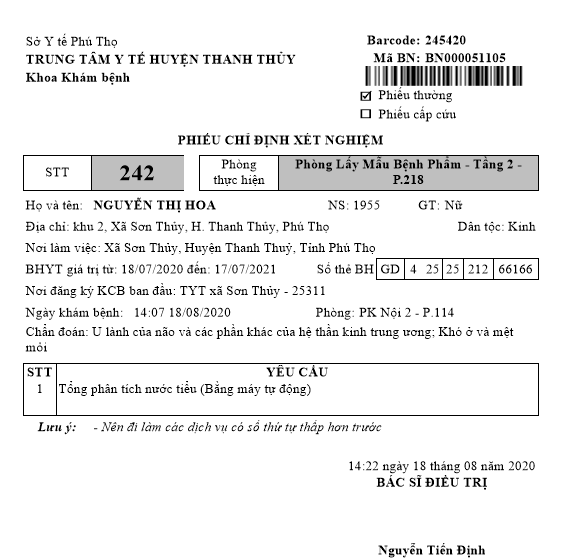 Sở Y tế Phú Thọ
TRUNG TÂM Y TẾ HUYỆN THANH THỦY
Khoa Khám bệnh
Barcode: 245420
Mã BN: BN000051105
Phiếu thường
Phiếu cấp cứu
PHIẾU CHỈ ĐỊNH XÉT NGHIỆM
STT 242 Phòng thực hiện Phòng Lấy Mẫu Bệnh Phẩm - Tầng 2 - P.218
Họ và tên: NGUYỄN THỊ HOA NS: 1955 GT: Nữ
Địa chỉ: khu 2, Xã Sơn Thủy, H. Thanh Thủy, Phú Thọ Dân tộc: Kinh
Nơi làm việc: Xã Sơn Thủy, Huyện Thanh Thuỷ, Tỉnh Phú Thọ
BHYT giá trị từ: 18/07/2020 đến: 17/07/2021 Số thẻ BH GD 4 25 25 212 66166
Nơi đăng ký KCB ban đầu: TYT xã Sơn Thủy - 25311
Ngày khám bệnh: 14:07 18/08/2020 Phòng: PK Nội 2 - P.114
Chẩn đoán: U lành của não và các phần khác của hệ thần kinh trung ương; Khó ở và mệt
mỏi
STT YÊU CẦU
1 Tổng phân tích nước tiểu (Bằng máy tự động)
Lưu ý: - Nên đi làm các dịch vụ có số thứ tự thấp hơn trước
14:22 ngày 18 tháng 08 năm 2020
BÁC SĨ ĐIỀU TRỊ
Nguyễn Tiến Định